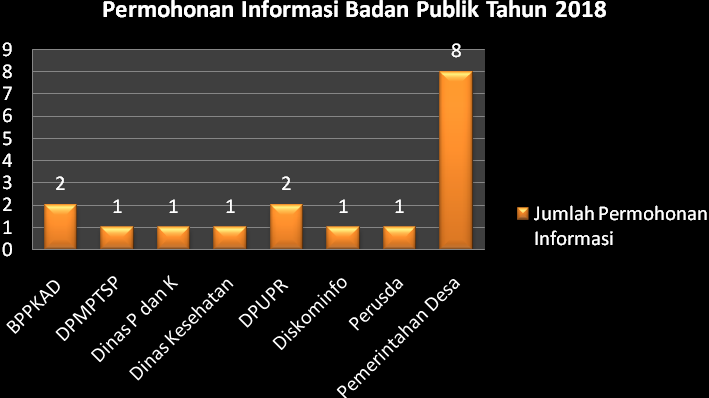 Permohonan Informasi Badan Publik Tahun 2018
9
8
7
6
5
4
3
2
1
0
2
1
1
1
2
1
1
8
BPPKAD
DPMPTSP
Dinas P dan K
Dinas Kesehatan
DPUPR
Diskominfo
Perusda
Pemerintahan Desa
Jumlah Permohonan
Informasi